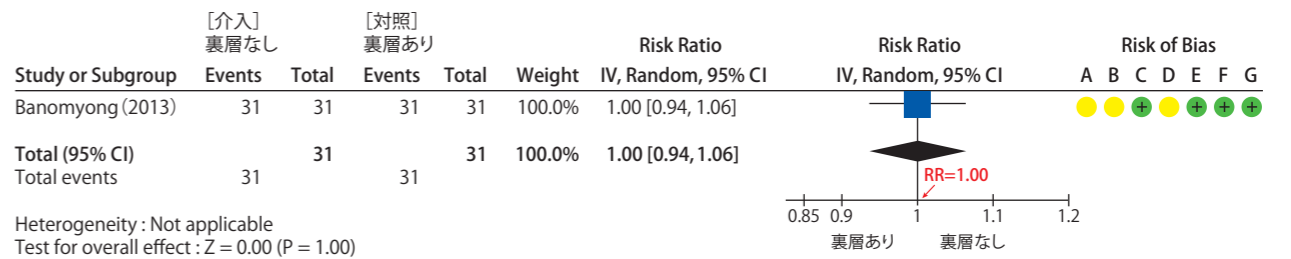 ［介入］ ［対照］
裏層なし 裏層あり Risk Ratio Risk Ratio Risk of Bias
Study or Subgroup Events Total Events Total Weight IV, Random, 95% CI IV, Random, 95% CI A B C D E F G
Banomyong（2013） 31 31 31 31 100.0% 1.00 [0.94, 1.06] + + + +
Total (95% CI) 31 31 100.0% 1.00 [0.94, 1.06]
Total events 31 31
RR=1.00
0.85 0.9 1 1.1 1.2
裏層あり 裏層なし
Heterogeneity : Not applicable
Test for overall effect : Z = 0.00 (P = 1.00)